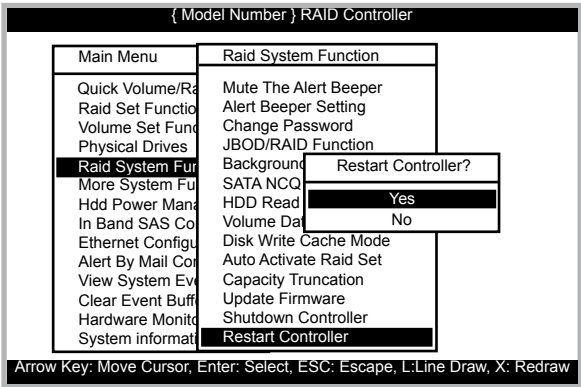 { Model Number } RAID Controller
Main Menu
Quick Volume/Ra
Raid Set Functio
Volume Set Func
Physical Drives
Raid System Fun
More System Fu
Hdd Power Mana
In Band SAS Co
Ethernet Configu
Alert By Mail Con
View System Eve
Clear Event Buff
Hardware Monito
System informati
Raid System Function
Mute The Alert Beeper
Alert Beeper Setting
Change Password
JBOD/RAID Function
Background
SATA NCQ
HDD Read
Volume Dat
Disk Write Cache Mode
Auto Activate Raid Set
Capacity Truncation
Update Firmware
Shutdown Controller
Restart Controller
Restart Controller?
Yes
No
Arrow Key: Move Cursor, Enter: Select, ESC: Escape, L:Line Draw, X: Redraw